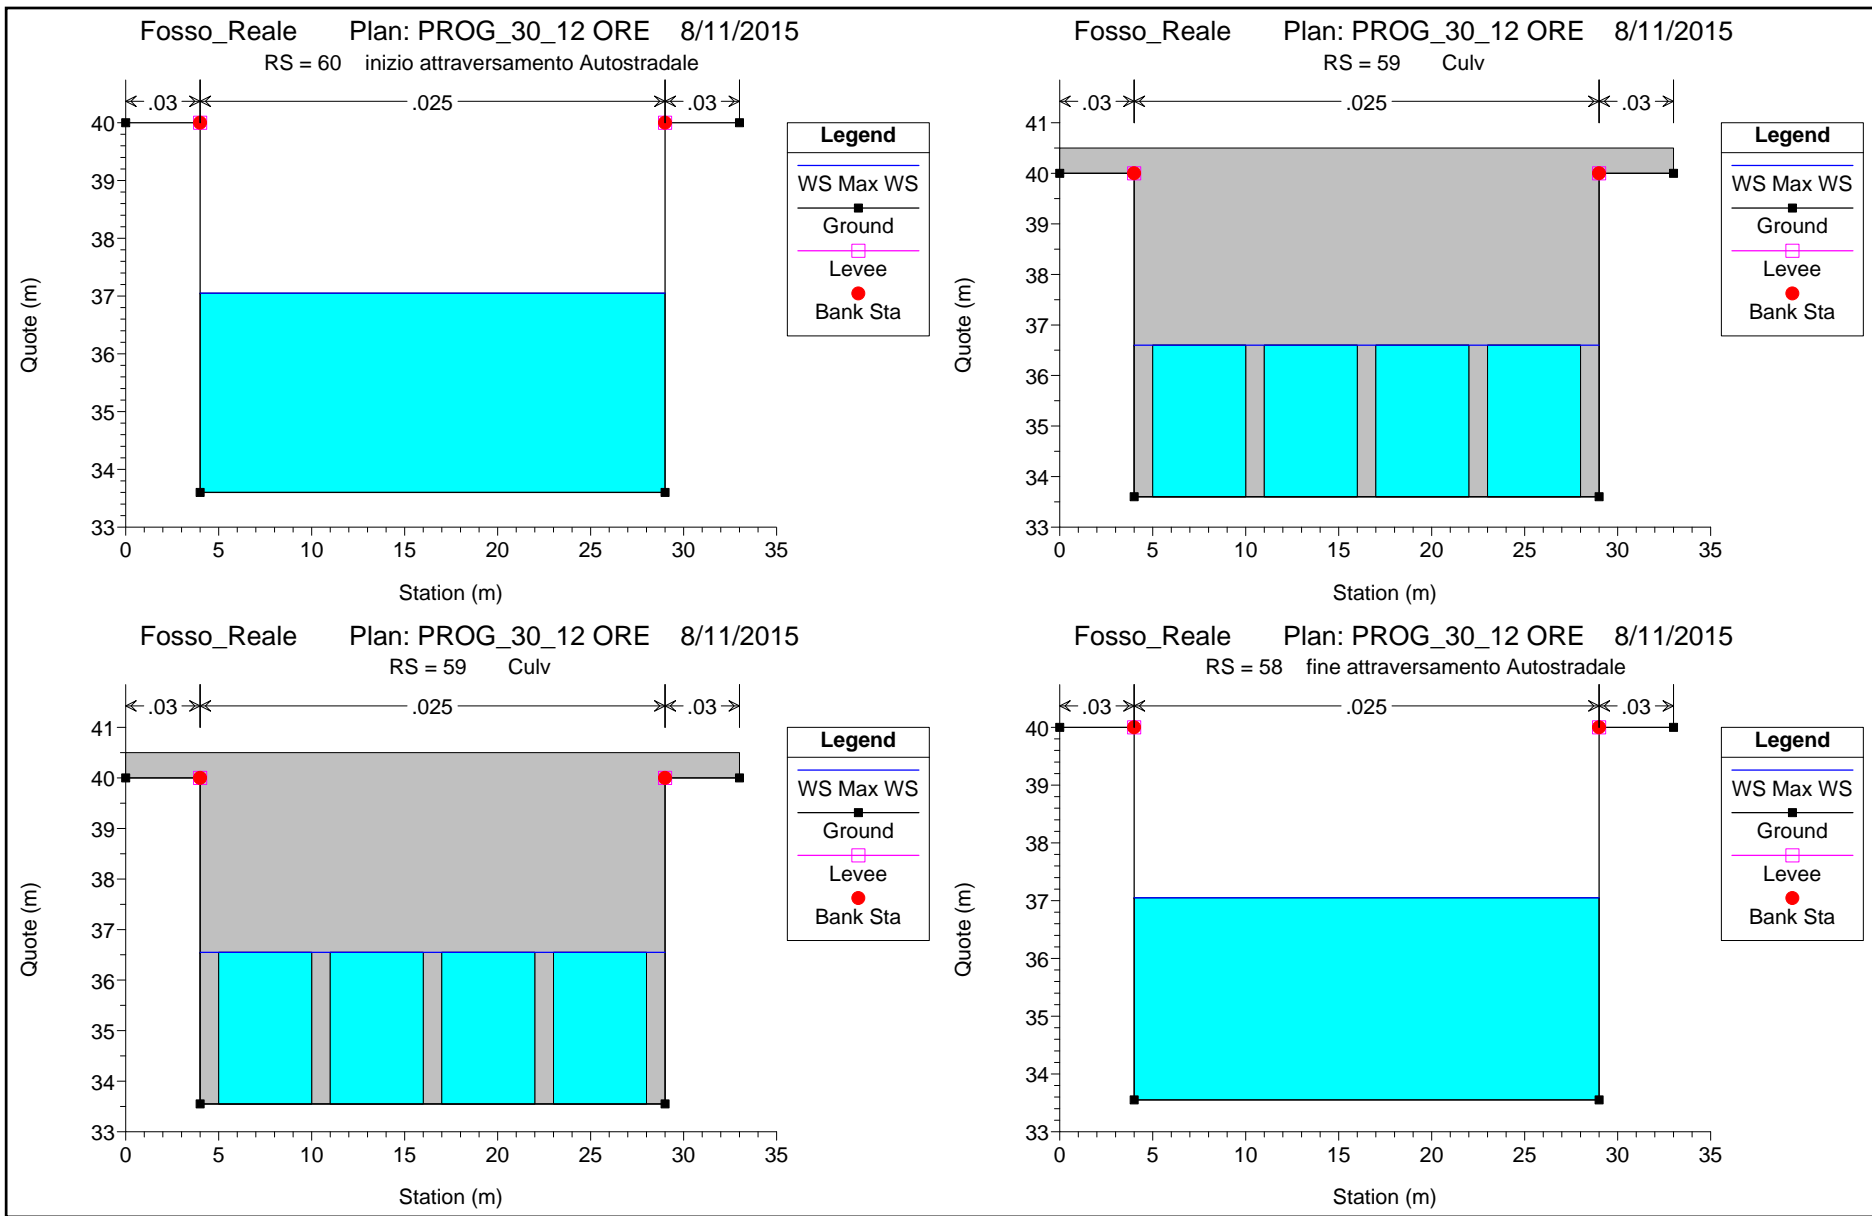 Fosso_Reale Plan: PROG_30_12 ORE 8/11/2015
RS = 60 inizio attraversamento Autostradale
.03 .025 .03
40
39
38
37
36
35
34
33
0 5 10 15 20 25 30 35
Station (m)
Quote (m)
Legend
WS Max WS
Ground
Levee
Bank Sta
Fosso_Reale Plan: PROG_30_12 ORE 8/11/2015
RS = 59 Culv
.03 .025 .03
41
40
39
38
37
36
35
34
33
0 5 10 15 20 25 30 35
Station (m)
Quote (m)
Legend
WS Max WS
Ground
Levee
Bank Sta
Fosso_Reale Plan: PROG_30_12 ORE 8/11/2015
RS = 59 Culv
.03 .025 .03
41
40
39
38
37
36
35
34
33
0 5 10 15 20 25 30 35
Station (m)
Quote (m)
Legend
WS Max WS
Ground
Levee
Bank Sta
Fosso_Reale Plan: PROG_30_12 ORE 8/11/2015
RS = 58 fine attraversamento Autostradale
.03 .025 .03
40
39
38
37
36
35
34
33
0 5 10 15 20 25 30 35
Station (m)
Quote (m)
Legend
WS Max WS
Ground
Levee
Bank Sta